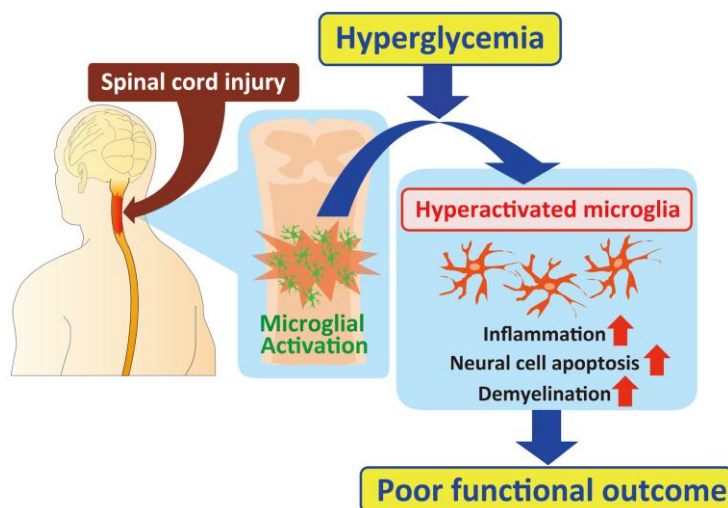 Hyperglycemia
Spinal cord injury
Microglial
Activation
Hyperactivated microglia
Inflammation
Neural cell apoptosis
Demyelination
Poor functional outcome